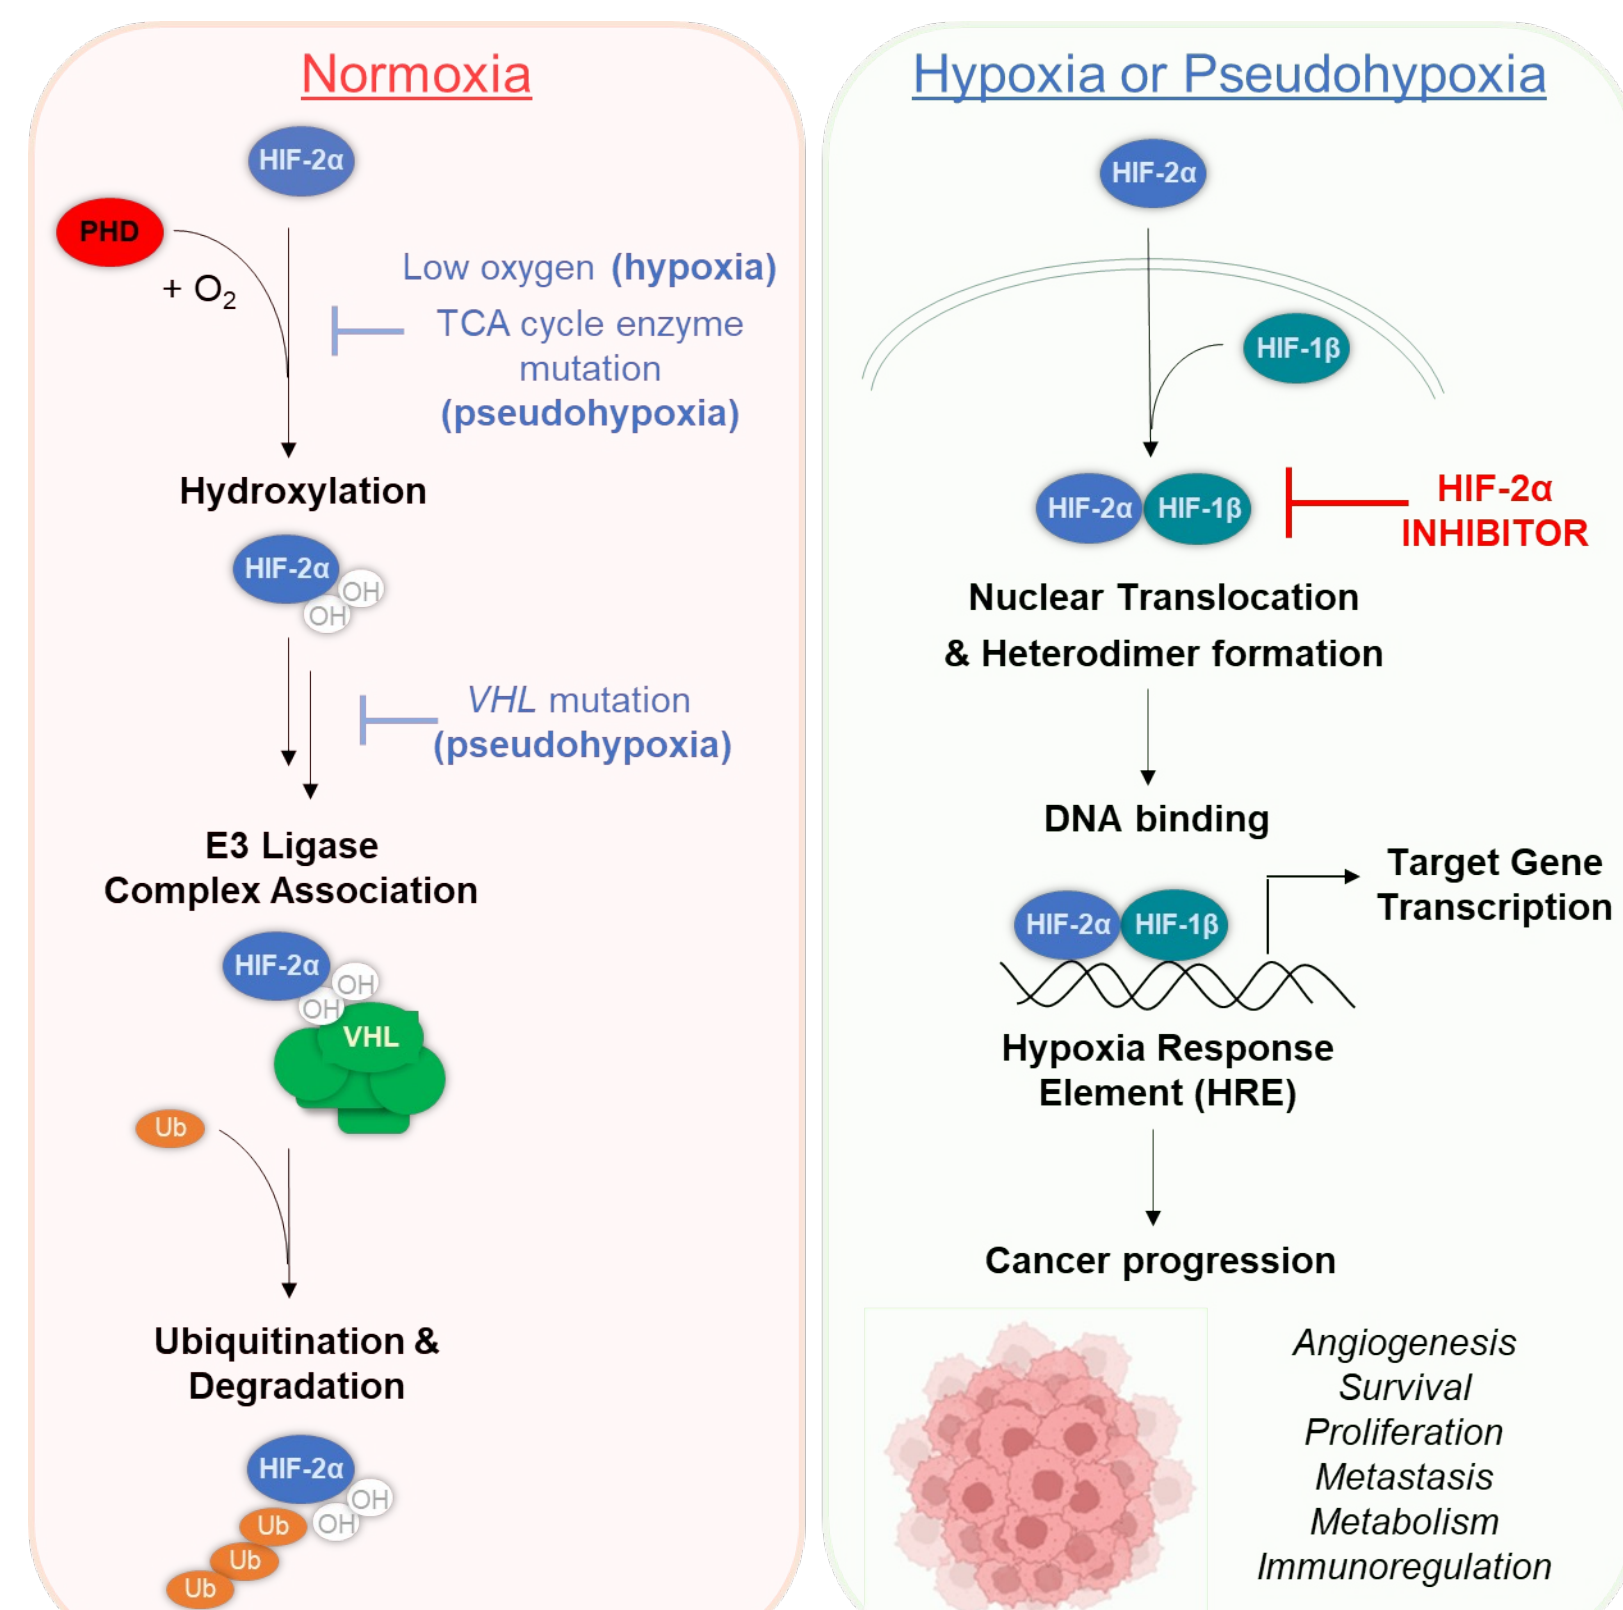 Normoxia
HIF-2α
PHD
+ O₂
Low oxygen (hypoxia)
TCA cycle enzyme
mutation
(pseudohypoxia)
Hydroxylation
HIF-2α
OH
OH
VHL mutation
(pseudohypoxia)
E3 Ligase
Complex Association
HIF-2α
OH
OH
VHL
Ub
Ubiquitination &
Degradation
HIF-2α
OH
OH
Ub
Ub
Ub
Hypoxia or Pseudohypoxia
HIF-2α
HIF-1β
HIF-2α
HIF-1β
HIF-2α
INHIBITOR
Nuclear Translocation
& Heterodimer formation
DNA binding
Target Gene
Transcription
HIF-2α
HIF-1β
Hypoxia Response
Element (HRE)
Cancer progression
Angiogenesis
Survival
Proliferation
Metastasis
Metabolism
Immunoregulation